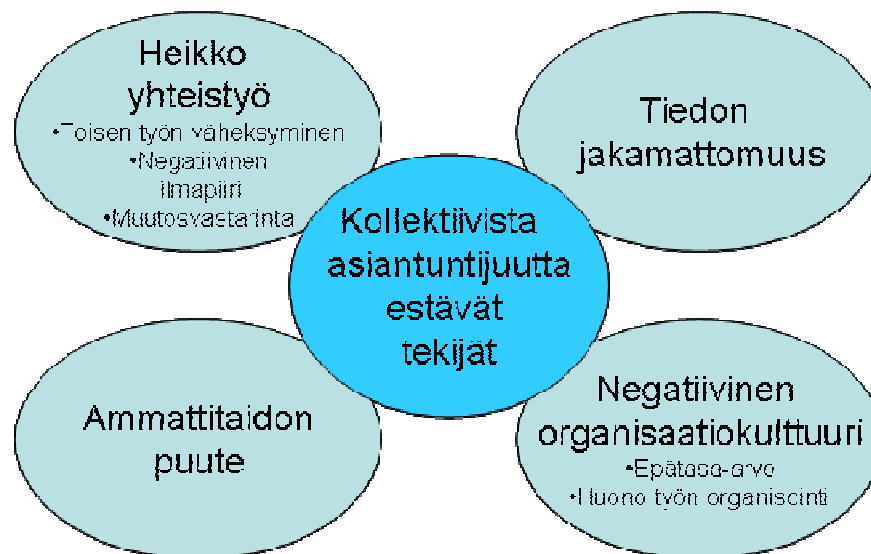 Heikko
yhteistyö
•Toisen työn väheksyminen
•Negatiivinen
ilmapiiri
•Muutosvastarinta
Tiedon
jakamattomuus
Kollektiivista
asiantuntijuutta
estävät
tekijät
Ammattitaidon
puute
Negatiivinen
organisaatiokulttuuri
•Epätasa-arvo
•Huono työn organisointi